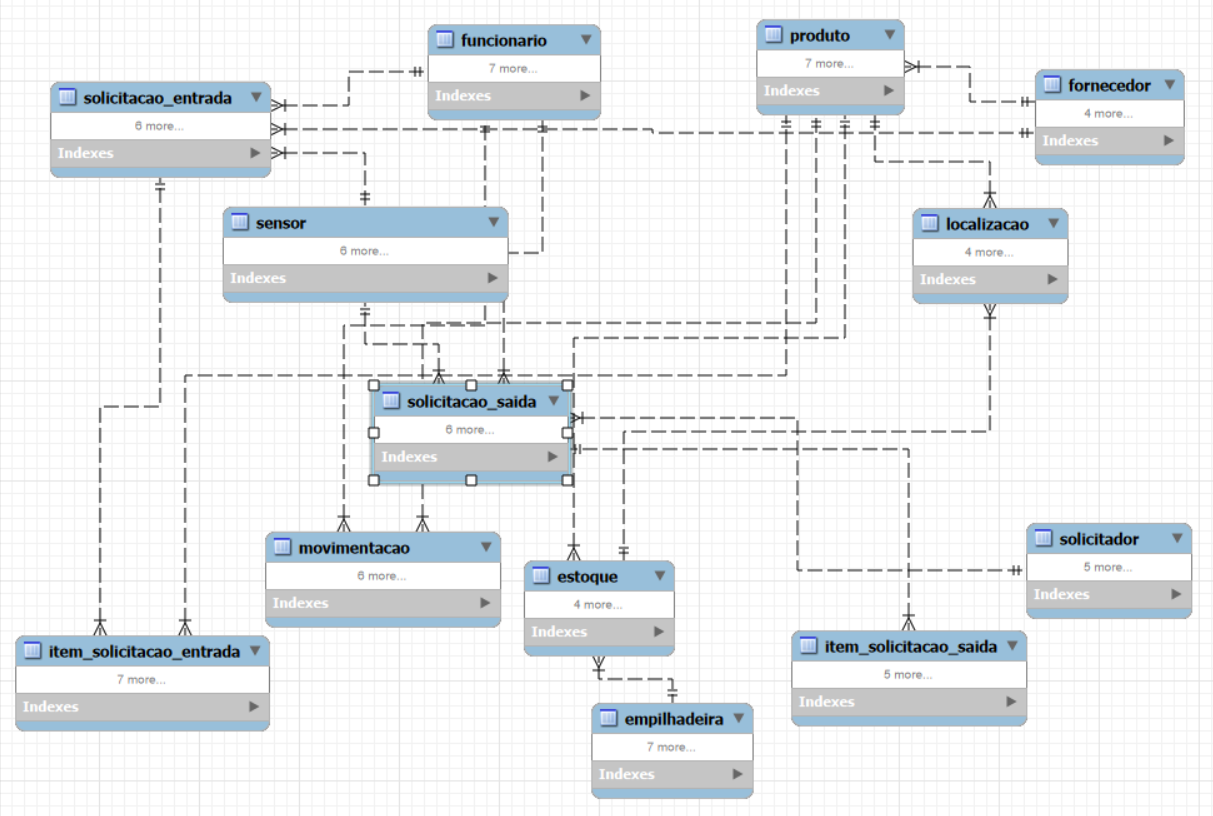 funcionario
7 more...
Indexes
produto
7 more...
Indexes
fornecedor
4 more...
Indexes
solicitacao_entrada
6 more...
Indexes
sensor
6 more...
Indexes
localizacao
4 more...
Indexes
solicitacao_saida
6 more...
Indexes
movimentacao
6 more...
Indexes
estoque
4 more...
Indexes
solicitador
5 more...
Indexes
item_solicitacao_entrada
7 more...
Indexes
item_solicitacao_saida
5 more...
Indexes
empilhadeira
7 more...
Indexes